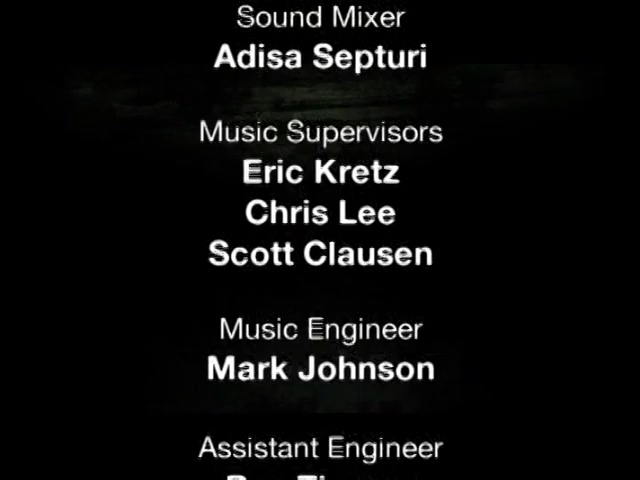 Sound Mixer
Adisa Septuri
Music Supervisors
Eric Kretz
Chris Lee
Scott Clausen
Music Engineer
Mark Johnson
Assistant Engineer